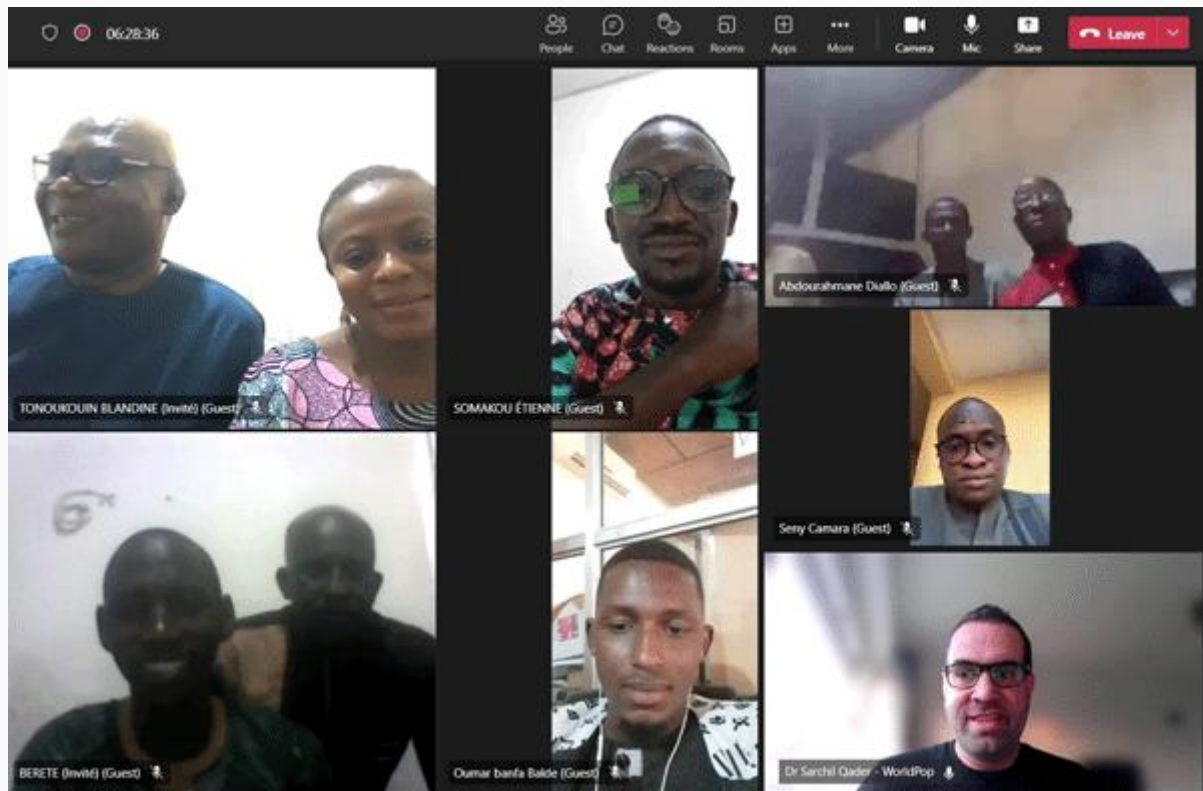 06:28:36
People
Chat
Reactions
Rooms
Apps
More
Camera
Mic
Share
Leave
TONOUKOUIN BLANDINE (Invité) (Guest)
SOMAKOU ÉTIENNE (Guest)
Abdourahmane Diallo (Guest)
Seny Camara (Guest)
BERETE (Invité) (Guest)
Oumar banfa Balde (Guest)
Dr Sarchil Qader - WorldPop